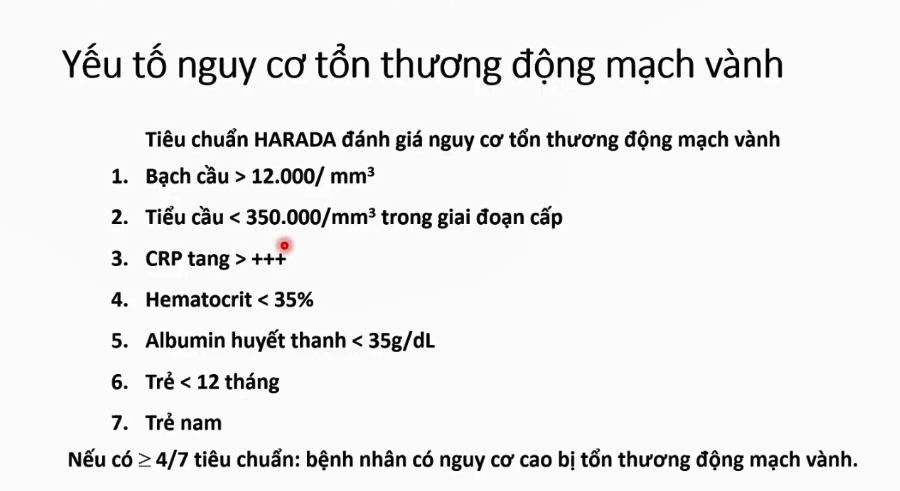 Yếu tố nguy cơ tổn thương động mạch vành
Tiêu chuẩn HARADA đánh giá nguy cơ tổn thương động mạch vành
1. Bạch cầu > 12.000/ mm³
2. Tiểu cầu < 350.000/mm³ trong giai đoạn cấp
3. CRP tang > +++
4. Hematocrit < 35%
5. Albumin huyết thanh < 35g/dL
6. Trẻ < 12 tháng
7. Trẻ nam
Nếu có ≥ 4/7 tiêu chuẩn: bệnh nhân có nguy cơ cao bị tổn thương động mạch vành.